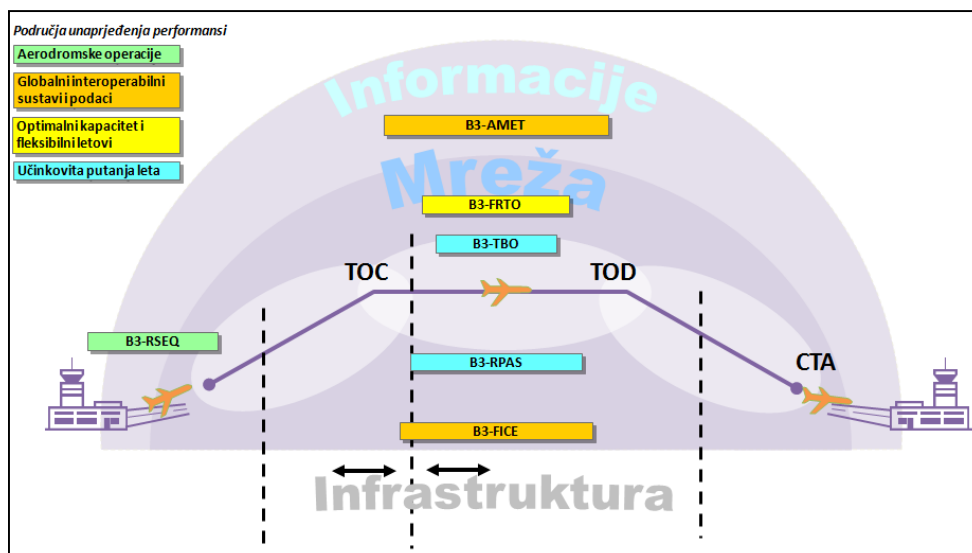 Područja unaprjeđenja performansi
Aerodromske operacije
Globalni interoperabilni
sustavi i podaci
Optimalni kapacitet i
fleksibilni letovi
Učinkovita putanja leta
Informacije
B3-AMET
Mreža
B3-FRTO
B3-TBO
TOC
TOD
B3-RSEQ
B3-RPAS
CTA
B3-FICE
Infrastruktura